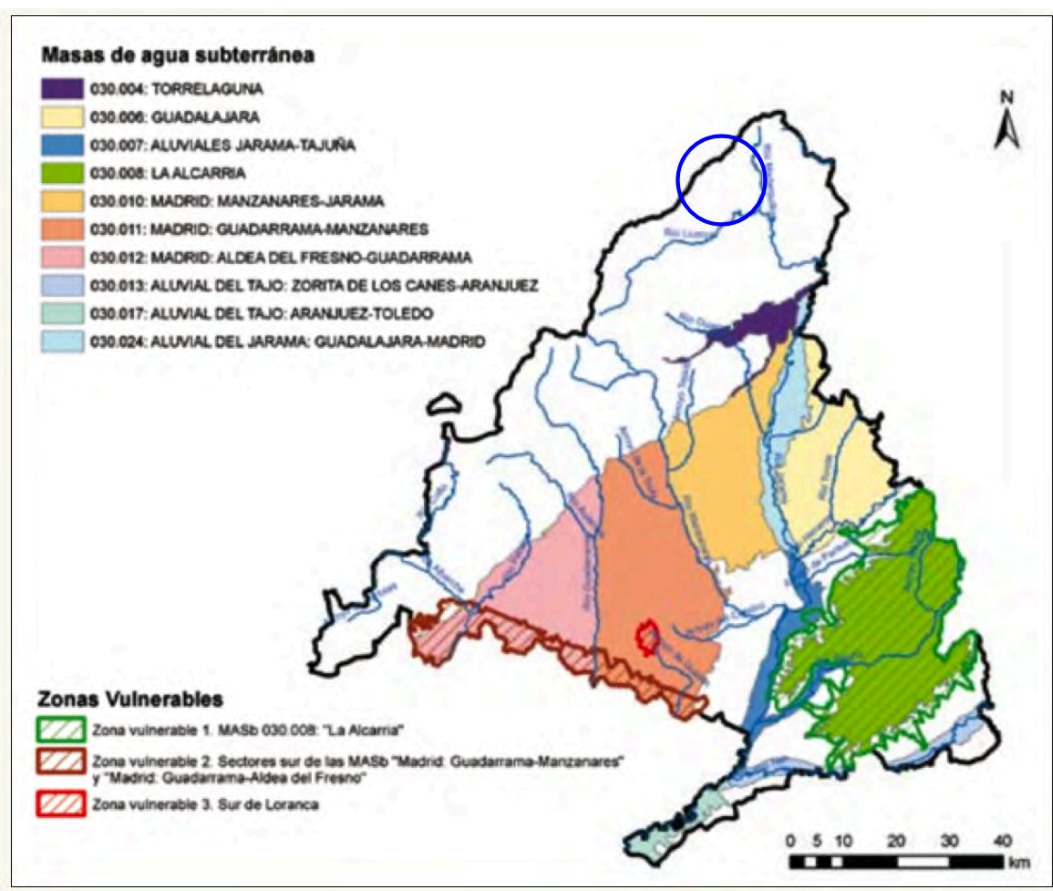 Masas de agua subterránea
030.004: TORRELAGUNA
030.006: GUADALAJARA
030.007: ALUVIALES JARAMA-TAJUÑA
030.008: LA ALCARRIA
030.010: MADRID: MANZANARES-JARAMA
030.011: MADRID: GUADARRAMA-MANZANARES
030.012: MADRID: ALDEA DEL FRESNO-GUADARRAMA
030.013: ALUVIAL DEL TAJO: ZORITA DE LOS CANES-ARANJUEZ
030.017: ALUVIAL DEL TAJO: ARANJUEZ-TOLEDO
030.024: ALUVIAL DEL JARAMA: GUADALAJARA-MADRID
N
Río Lozoya
Zonas Vulnerables
Zona vulnerable 1. MASb 030.008: "La Alcarria"
Zona vulnerable 2. Sectores sur de las MASb "Madrid: Guadarrama-Manzanares"
y "Madrid: Guadarrama-Aldea del Fresno"
Zona vulnerable 3. Sur de Loranca
0 5 10 20 30 40
km